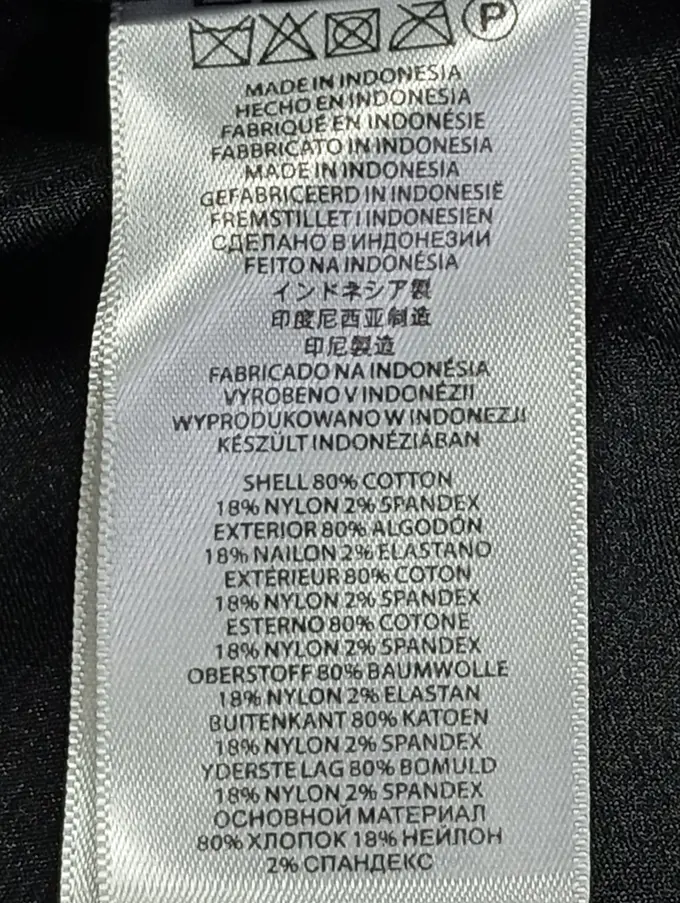 P
MADE IN INDONESIA
HECHO EN INDONESIA
FABRIQUÉ EN INDONÉSIE
FABBRICATO IN INDONESIA
MADE IN INDONESIA
GEFABRICEERD IN INDONESIË
FREMSTILLET I INDONESIEN
СДЕЛАНО В ИНДОНЕЗИИ
FEITO NA INDONÉSIA
インドネシア製
印度尼西亚制造
印尼製造
FABRICADO NA INDONÉSIA
VYROBENO V INDONÉZII
WYPRODUKOWANO W INDONEZJI
KÉSZÜLT INDONÉZIÁBAN
SHELL 80% COTTON
18% NYLON 2% SPANDEX
EXTERIOR 80% ALGODÓN
18% NAILON 2% ELASTANO
EXTÉRIEUR 80% COTON
18% NYLON 2% SPANDEX
ESTERNO 80% COTONE
18% NYLON 2% SPANDEX
OBERSTOFF 80% BAUMWOLLE
18% NYLON 2% ELASTAN
BUITENKANT 80% KATOEN
18% NYLON 2% SPANDEX
YDERSTE LAG 80% BOMULD
18% NYLON 2% SPANDEX
ОСНОВНОЙ МАТЕРИАЛ
80% ХЛОПОК 18% НЕЙЛОН
2% СПАНДЕКС